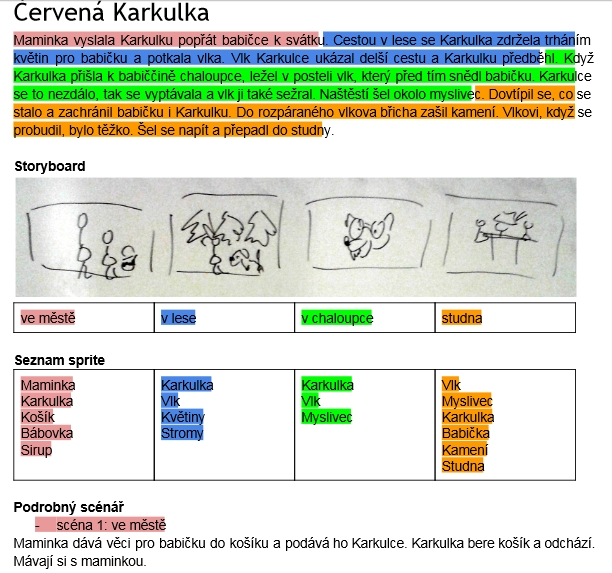 Červená Karkulka
Maminka vyslala Karkulku popřát babičce k svátku. Cestou v lese se Karkulka zdržela trháním
květin pro babičku a potkala vlka. Vlk Karkulce ukázal delší cestu a Karkulku předběhl. Když
Karkulka přišla k babiččině chaloupce, ležel v posteli vlk, který před tím snědl babičku. Karkulce
se to nezdálo, tak se vyptávala a vlk ji také sežral. Naštěstí šel okolo myslivec. Dovtípil se, co se
stalo a zachránil babičku i Karkulku. Do rozpáraného vlkova břicha zašil kamení. Vlkovi, když se
probudil, bylo těžko. Šel se napít a přepadl do studny.
Storyboard
ve městě v lese v chaloupce studna
Seznam sprite
Maminka Karkulka Karkulka Vlk
Karkulka Vlk Vlk Myslivec
Košík Květiny Myslivec Karkulka
Bábovka Stromy Babička
Sirup Kamení
Studna
Podrobný scénář
- scéna 1: ve městě
Maminka dává věci pro babičku do košíku a podává ho Karkulce. Karkulka bere košík a odchází.
Mávají si s maminkou.